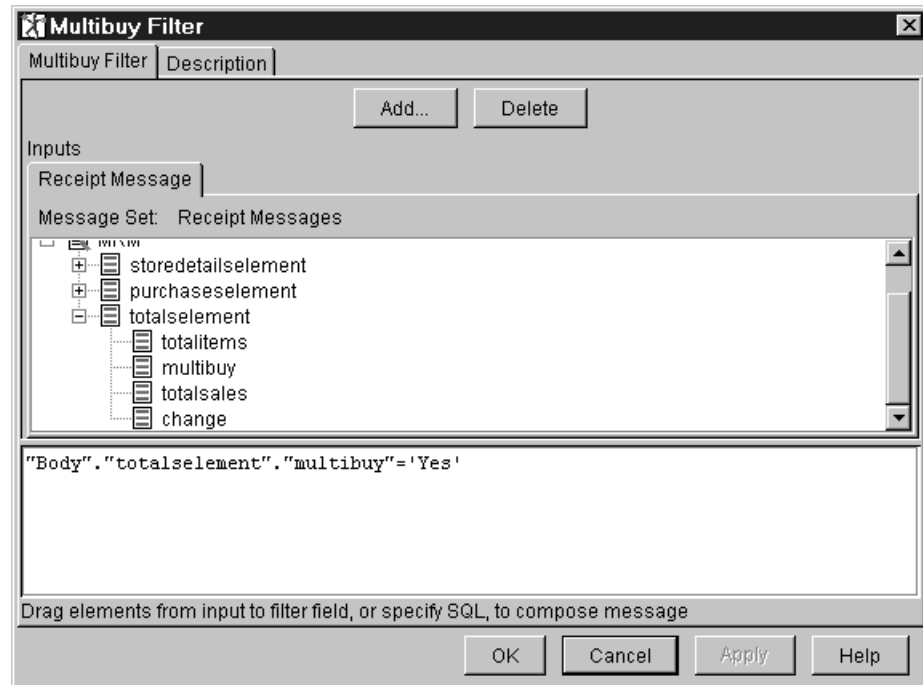 Multibuy Filter
Multibuy Filter Description
Add... Delete
Inputs
Receipt Message
Message Set: Receipt Messages
MRM
storedetailselement
purchaseselement
totalselement
totalitems
multibuy
totalsales
change
"Body"."totalselement"."multibuy"='Yes'
Drag elements from input to filter field, or specify SQL, to compose message
OK Cancel Apply Help